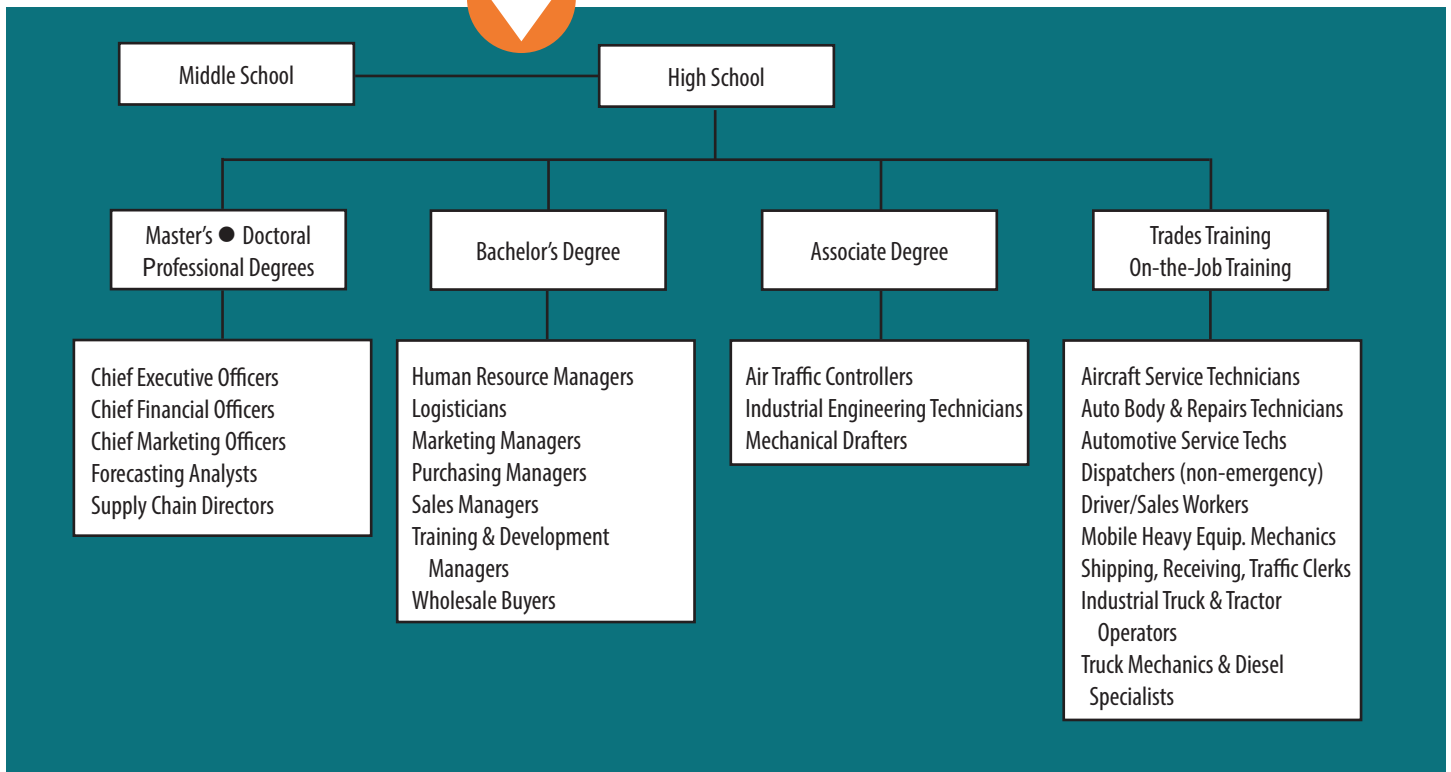 Middle School
High School
Master's ● Doctoral
Professional Degrees
Bachelor's Degree
Associate Degree
Trades Training
On-the-Job Training
Chief Executive Officers
Chief Financial Officers
Chief Marketing Officers
Forecasting Analysts
Supply Chain Directors
Human Resource Managers
Logisticians
Marketing Managers
Purchasing Managers
Sales Managers
Training & Development
Managers
Wholesale Buyers
Air Traffic Controllers
Industrial Engineering Technicians
Mechanical Drafters
Aircraft Service Technicians
Auto Body & Repairs Technicians
Automotive Service Techs
Dispatchers (non-emergency)
Driver/Sales Workers
Mobile Heavy Equip. Mechanics
Shipping, Receiving, Traffic Clerks
Industrial Truck & Tractor
Operators
Truck Mechanics & Diesel
Specialists